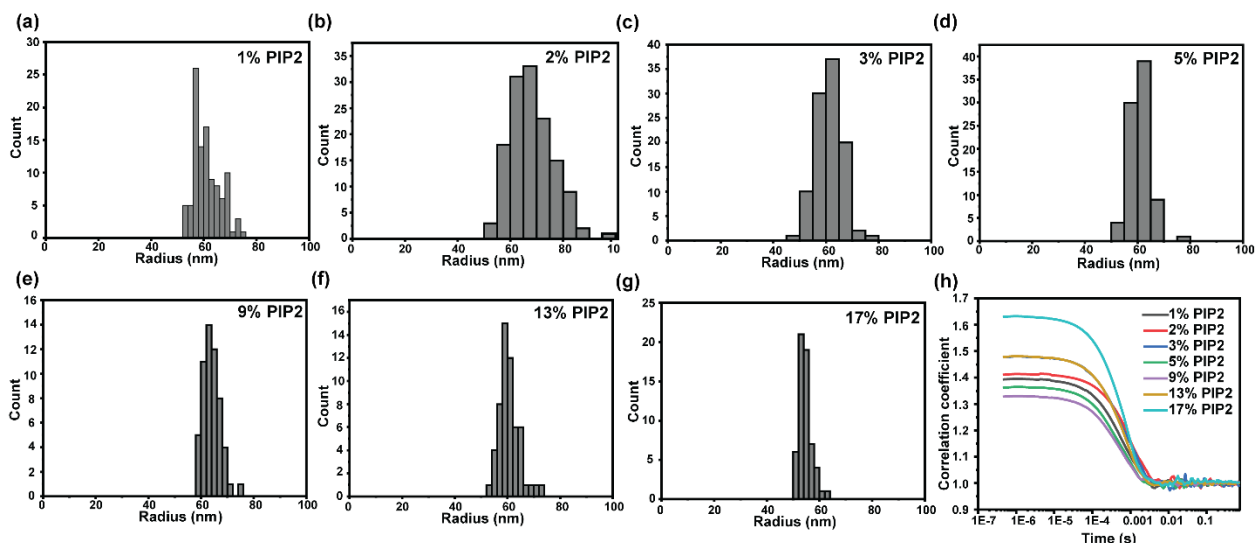 (a)
1% PIP2
30
25
20
15
10
5
0
Count
0 20 40 60 80 100
Radius (nm)
(b)
2% PIP2
35
30
25
20
15
10
5
0
Count
0 20 40 60 80 100
Radius (nm)
(c)
3% PIP2
40
35
30
25
20
15
10
5
0
Count
0 20 40 60 80 100
Radius (nm)
(d)
5% PIP2
40
35
30
25
20
15
10
5
0
Count
0 20 40 60 80 100
Radius (nm)
(e)
9% PIP2
16
14
12
10
8
6
4
2
0
Count
0 20 40 60 80 100
Radius (nm)
(f)
13% PIP2
16
14
12
10
8
6
4
2
0
Count
0 20 40 60 80 100
Radius (nm)
(g)
17% PIP2
25
20
15
10
5
0
Count
0 20 40 60 80 100
Radius (nm)
(h)
1.7
1.6
1.5
1.4
1.3
1.2
1.1
1.0
0.9
Correlation coefficient
1% PIP2
2% PIP2
3% PIP2
5% PIP2
9% PIP2
13% PIP2
17% PIP2
1E-7 1E-6 1E-5 1E-4 0.001 0.01 0.1
Time (s)